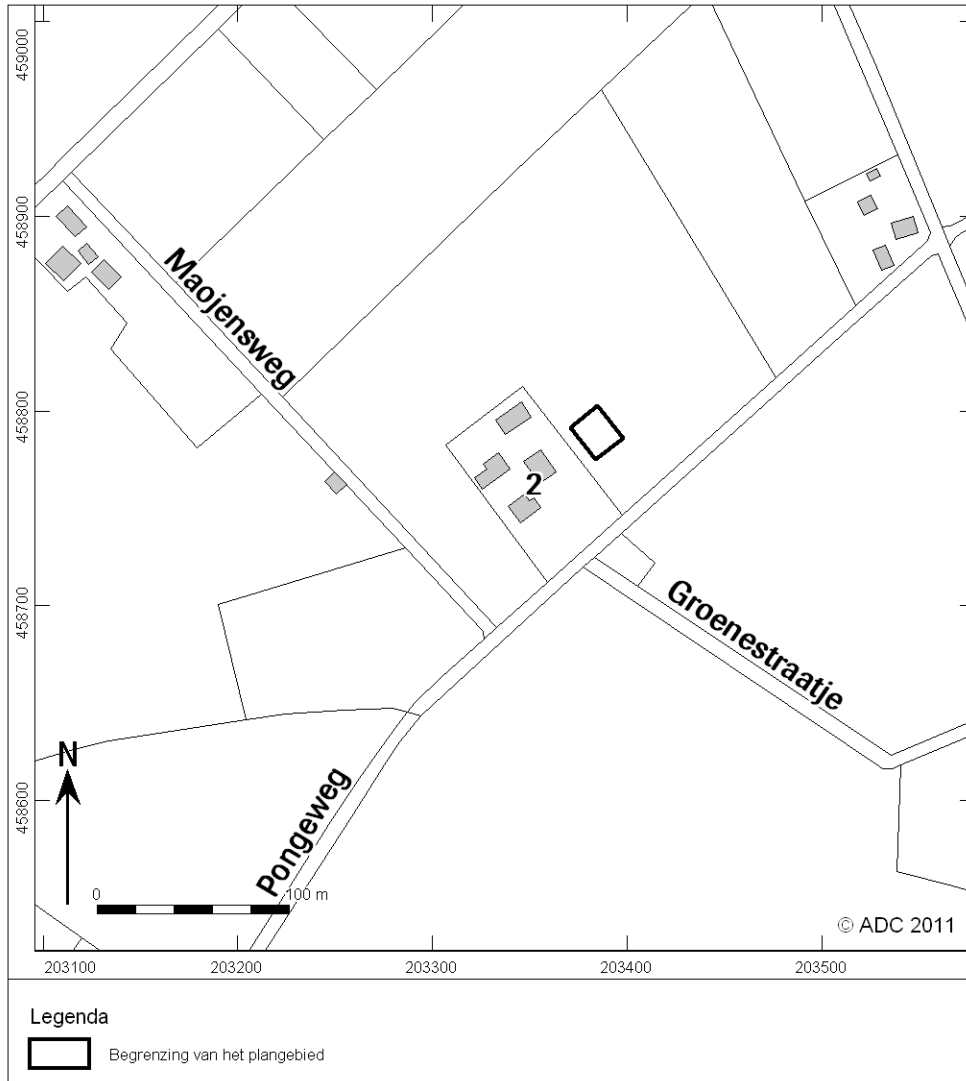 459000
458900
458800
458700
458600
Maojensweg
2
Groenestraatje
Pongeweg
N
0 100 m
© ADC 2011
203100 203200 203300 203400 203500
Legenda
Begrenzing van het plangebied